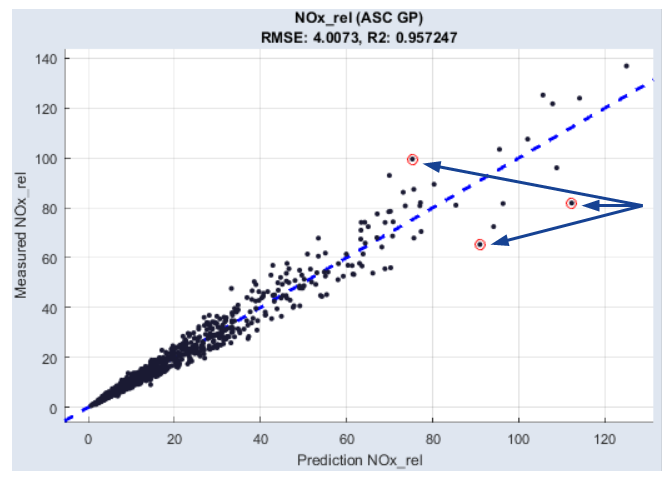 NOx_rel (ASC GP)
RMSE: 4.0073, R2: 0.957247
140
120
100
80
60
40
20
0
Measured NOx_rel
0 20 40 60 80 100 120
Prediction NOx_rel